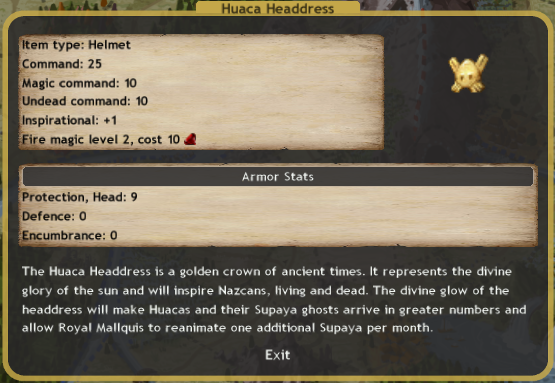 Huaca Headdress
Item type: Helmet
Command: 25
Magic command: 10
Undead command: 10
Inspirational: +1
Fire magic level 2, cost 10
Armor Stats
Protection, Head: 9
Defence: 0
Encumbrance: 0
The Huaca Headdress is a golden crown of ancient times. It represents the divine
glory of the sun and will inspire Nazcans, living and dead. The divine glow of the
headdress will make Huacas and their Supaya ghosts arrive in greater numbers and
allow Royal Mallquis to reanimate one additional Supaya per month.
Exit